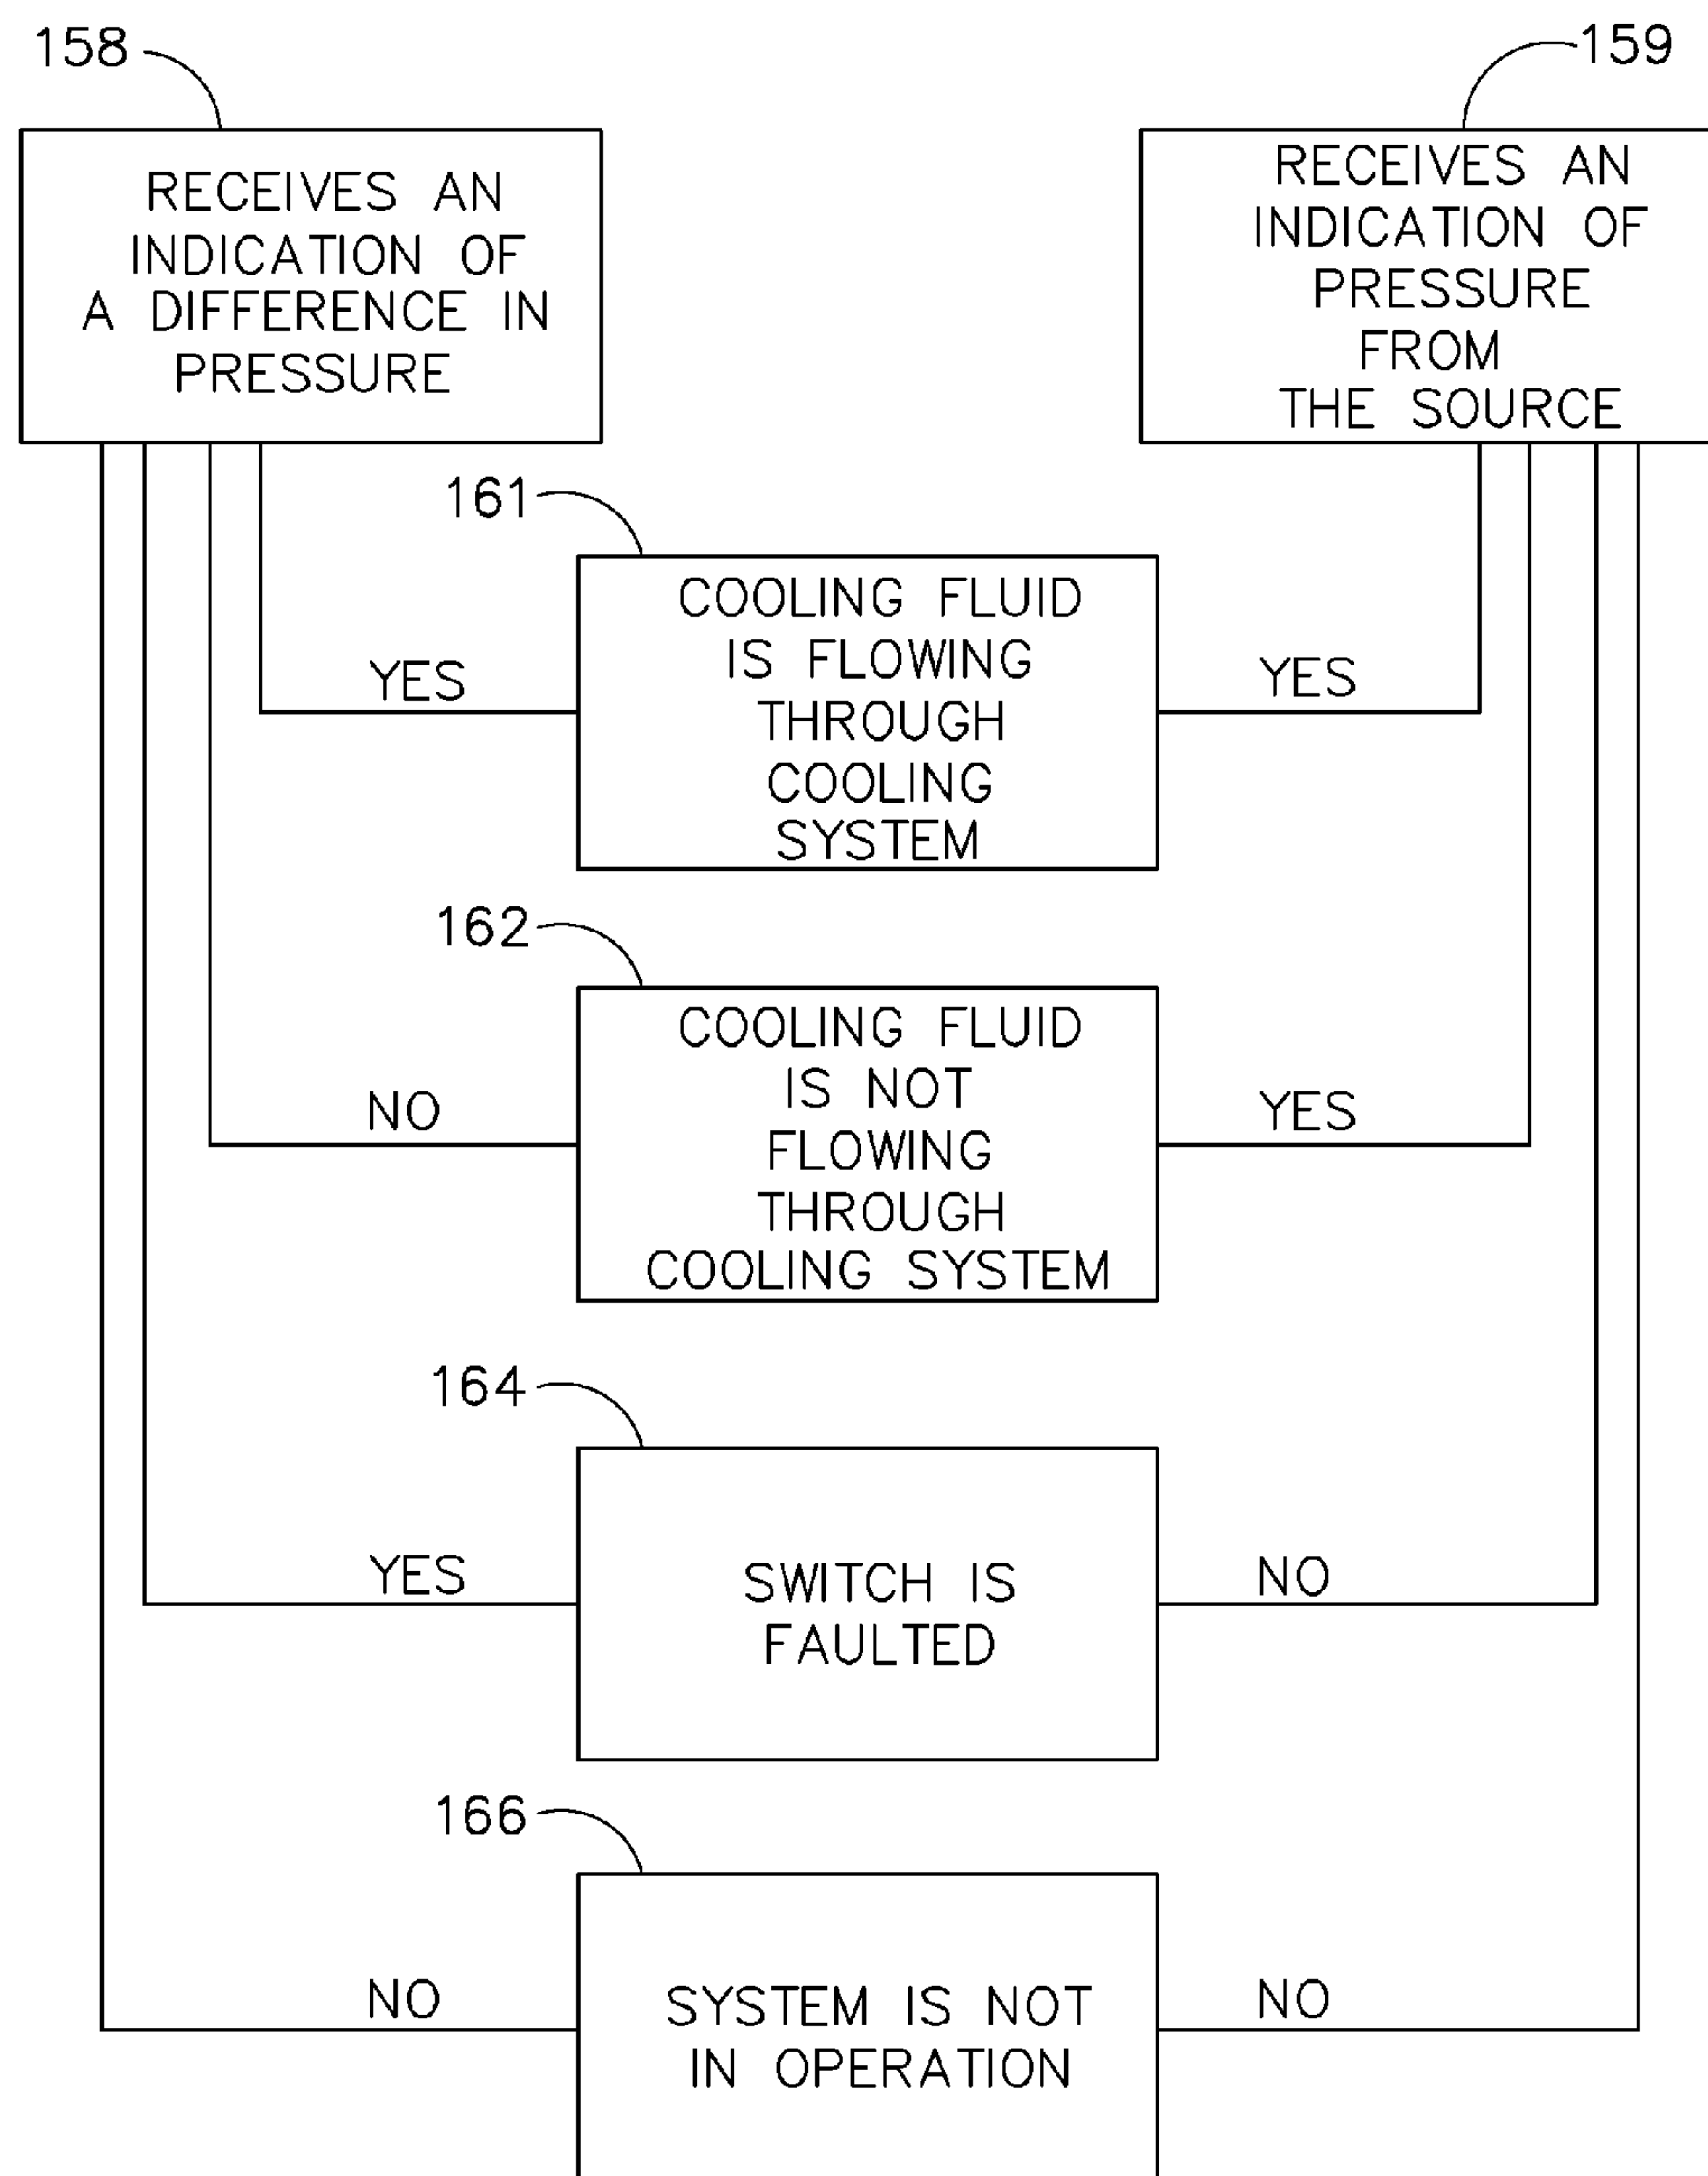 158
159
RECEIVES AN
INDICATION OF
A DIFFERENCE IN
PRESSURE
RECEIVES AN
INDICATION OF
PRESSURE
FROM
THE SOURCE
161
COOLING FLUID
IS FLOWING
THROUGH
COOLING
SYSTEM
YES
YES
162
COOLING FLUID
IS NOT
FLOWING
THROUGH
COOLING SYSTEM
NO
YES
164
YES
SWITCH IS
FAULTED
NO
166
NO
SYSTEM IS NOT
IN OPERATION
NO